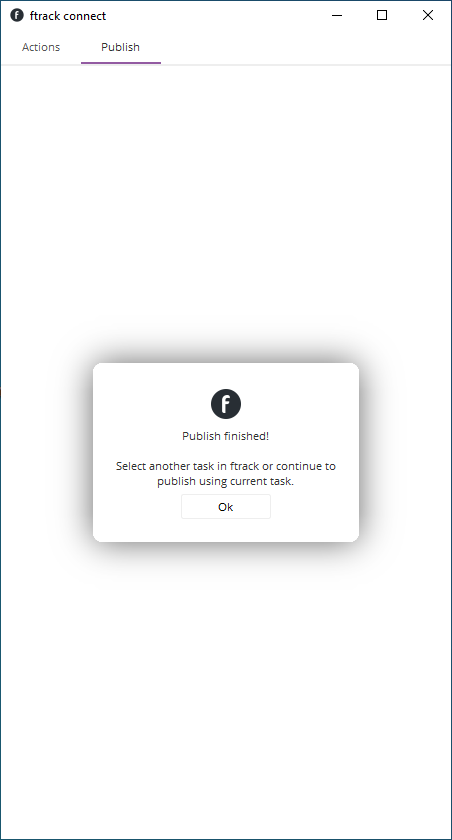 ftrack connect
Actions Publish
Publish finished!
Select another task in ftrack or continue to
publish using current task.
Ok